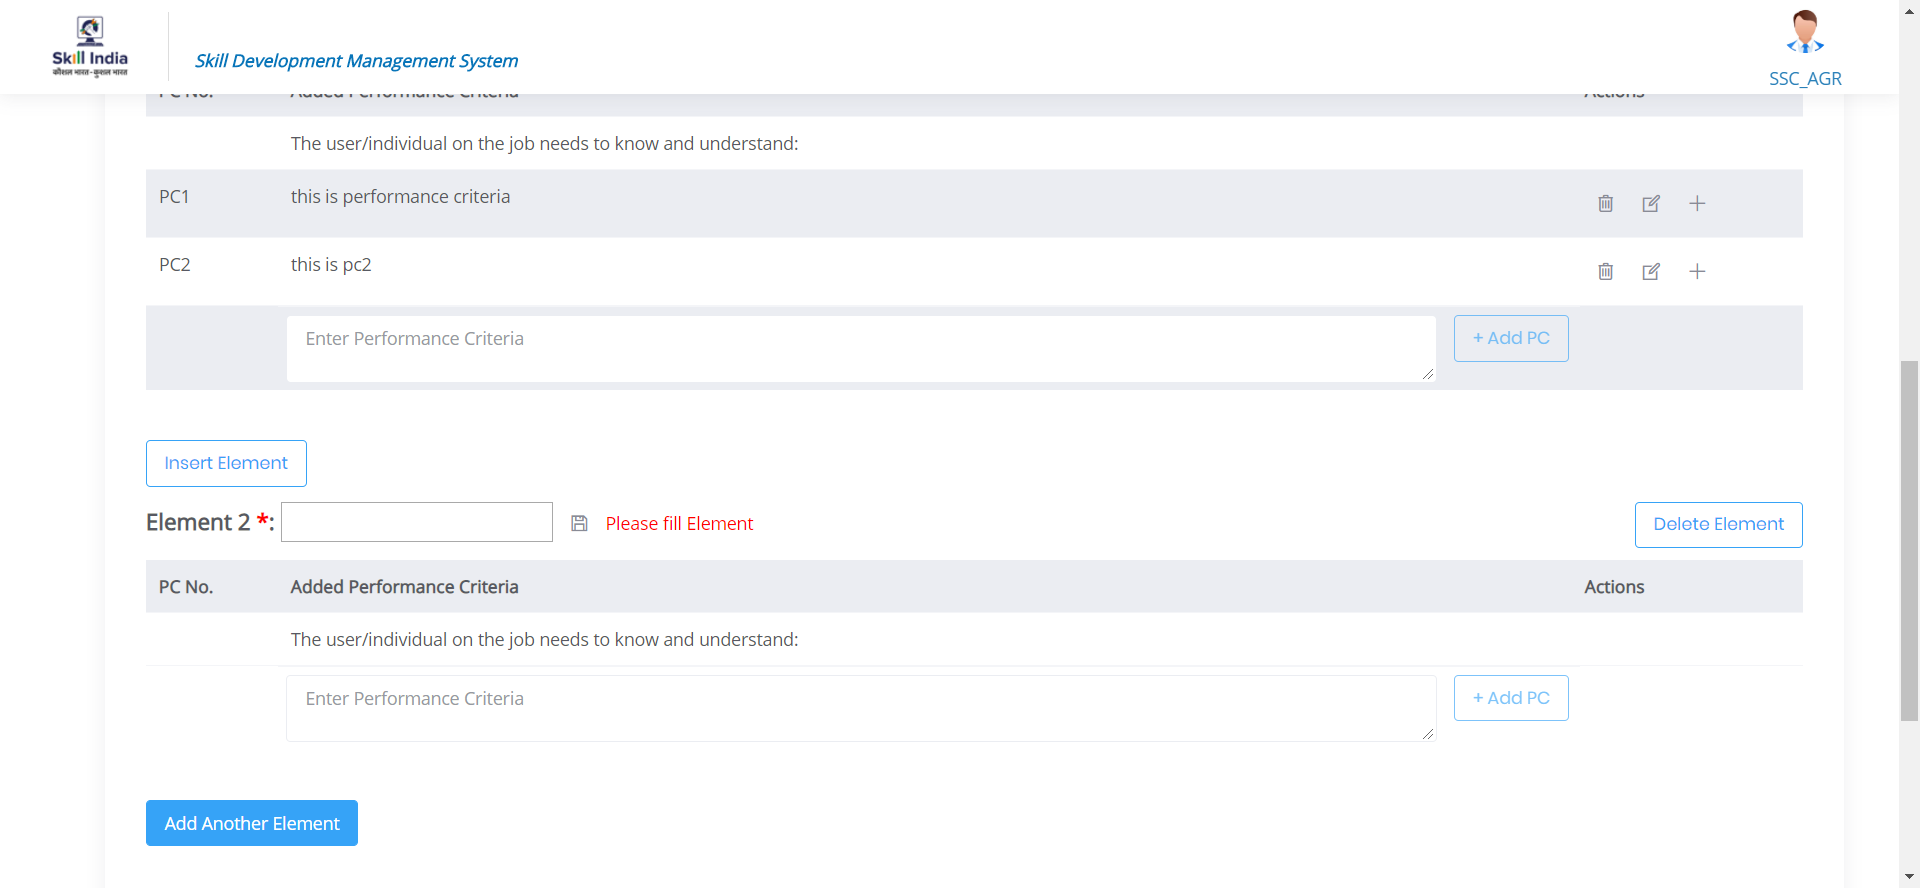 Skill India
कौशल भारत-कुशल भारत
Skill Development Management System
SSC_AGR
PC No. Added Performance Criteria Actions
The user/individual on the job needs to know and understand:
PC1 this is performance criteria
PC2 this is pc2
Enter Performance Criteria + Add PC
Insert Element
Element 2 *: Please fill Element Delete Element
PC No. Added Performance Criteria Actions
The user/individual on the job needs to know and understand:
Enter Performance Criteria + Add PC
Add Another Element